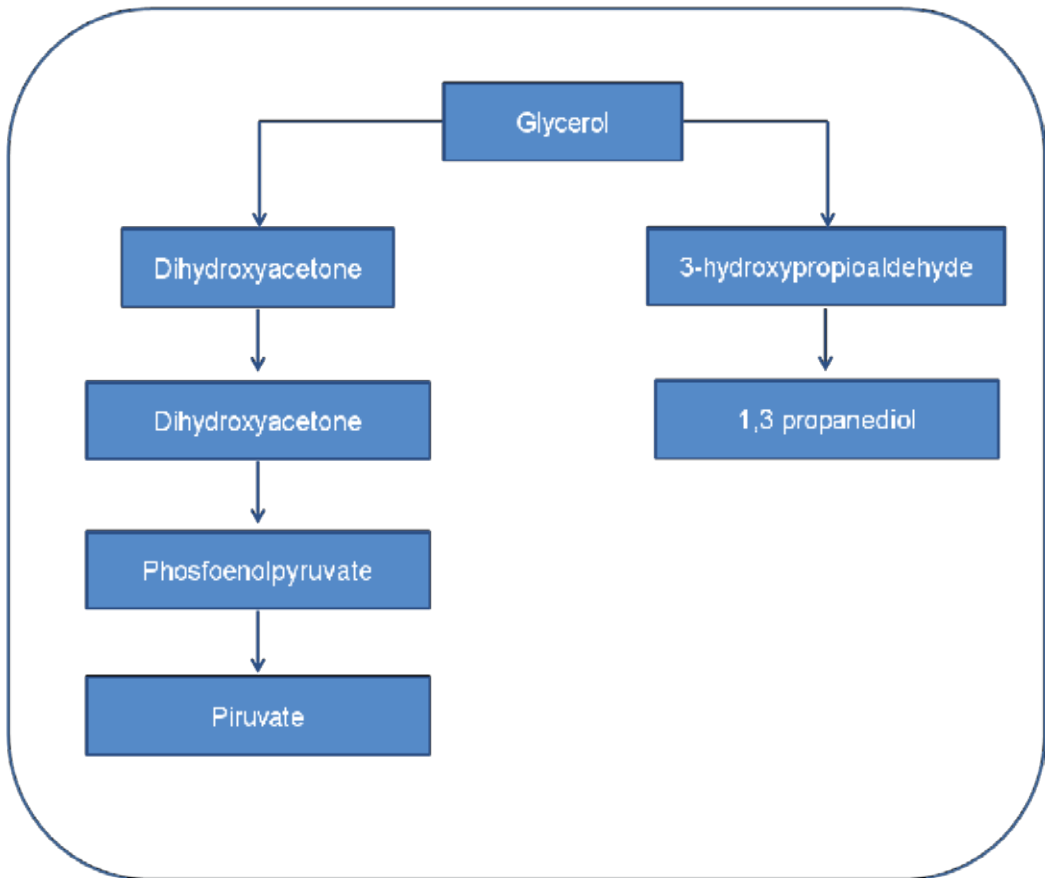 Glycerol
Dihydroxyacetone
3-hydroxypropioaldehyde
Dihydroxyacetone
1,3 propanediol
Phosfoenolpyruvate
Piruvate